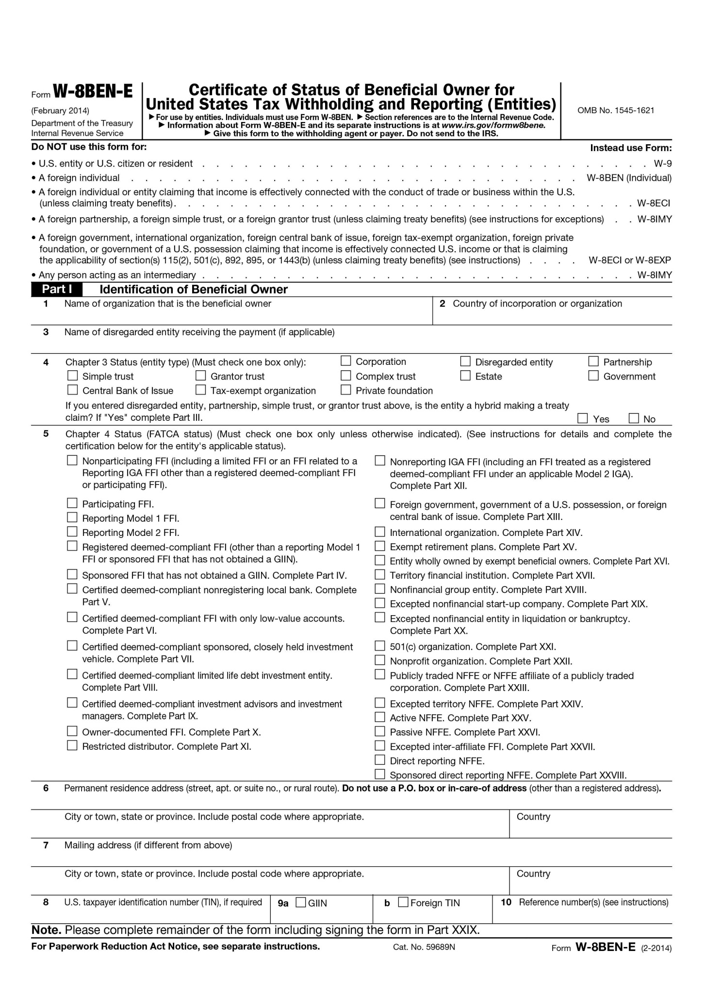 Form W-8BEN-E
(February 2014)
Department of the Treasury
Internal Revenue Service
Certificate of Status of Beneficial Owner for
United States Tax Withholding and Reporting (Entities)
▶ For use by entities. Individuals must use Form W-8BEN. ▶ Section references are to the Internal Revenue Code.
▶ Information about Form W-8BEN-E and its separate instructions is at www.irs.gov/formw8bene.
▶ Give this form to the withholding agent or payer. Do not send to the IRS.
OMB No. 1545-1621
Do NOT use this form for: Instead use Form:
• U.S. entity or U.S. citizen or resident . . . . . . . . . . . . . . . . . . . . . . . . . . . . . . . . W-9
• A foreign individual . . . . . . . . . . . . . . . . . . . . . . . . . . . . . . . . W-8BEN (Individual)
• A foreign individual or entity claiming that income is effectively connected with the conduct of trade or business within the U.S.
(unless claiming treaty benefits). . . . . . . . . . . . . . . . . . . . . . . . . . . . . . . . . W-8ECI
• A foreign partnership, a foreign simple trust, or a foreign grantor trust (unless claiming treaty benefits) (see instructions for exceptions) . . W-8IMY
• A foreign government, international organization, foreign central bank of issue, foreign tax-exempt organization, foreign private
foundation, or government of a U.S. possession claiming that income is effectively connected U.S. income or that is claiming
the applicability of section(s) 115(2), 501(c), 892, 895, or 1443(b) (unless claiming treaty benefits) (see instructions) . . . . W-8ECI or W-8EXP
• Any person acting as an intermediary . . . . . . . . . . . . . . . . . . . . . . . . . . . . . . . W-8IMY
Part I Identification of Beneficial Owner
1 Name of organization that is the beneficial owner
2 Country of incorporation or organization
3 Name of disregarded entity receiving the payment (if applicable)
4 Chapter 3 Status (entity type) (Must check one box only): Corporation Disregarded entity Partnership
Simple trust Grantor trust Complex trust Estate Government
Central Bank of Issue Tax-exempt organization Private foundation
If you entered disregarded entity, partnership, simple trust, or grantor trust above, is the entity a hybrid making a treaty
claim? If "Yes" complete Part III. Yes No
5 Chapter 4 Status (FATCA status) (Must check one box only unless otherwise indicated). (See instructions for details and complete the
certification below for the entity's applicable status).
Nonparticipating FFI (including a limited FFI or an FFI related to a
Reporting IGA FFI other than a registered deemed-compliant FFI
or participating FFI).
Participating FFI.
Reporting Model 1 FFI.
Reporting Model 2 FFI.
Registered deemed-compliant FFI (other than a reporting Model 1
FFI or sponsored FFI that has not obtained a GIIN).
Sponsored FFI that has not obtained a GIIN. Complete Part IV.
Certified deemed-compliant nonregistering local bank. Complete
Part V.
Certified deemed-compliant FFI with only low-value accounts.
Complete Part VI.
Certified deemed-compliant sponsored, closely held investment
vehicle. Complete Part VII.
Certified deemed-compliant limited life debt investment entity.
Complete Part VIII.
Certified deemed-compliant investment advisors and investment
managers. Complete Part IX.
Owner-documented FFI. Complete Part X.
Restricted distributor. Complete Part XI.
Nonreporting IGA FFI (including an FFI treated as a registered
deemed-compliant FFI under an applicable Model 2 IGA).
Complete Part XII.
Foreign government, government of a U.S. possession, or foreign
central bank of issue. Complete Part XIII.
International organization. Complete Part XIV.
Exempt retirement plans. Complete Part XV.
Entity wholly owned by exempt beneficial owners. Complete Part XVI.
Territory financial institution. Complete Part XVII.
Nonfinancial group entity. Complete Part XVIII.
Excepted nonfinancial start-up company. Complete Part XIX.
Excepted nonfinancial entity in liquidation or bankruptcy.
Complete Part XX.
501(c) organization. Complete Part XXI.
Nonprofit organization. Complete Part XXII.
Publicly traded NFFE or NFFE affiliate of a publicly traded
corporation. Complete Part XXIII.
Excepted territory NFFE. Complete Part XXIV.
Active NFFE. Complete Part XXV.
Passive NFFE. Complete Part XXVI.
Excepted inter-affiliate FFI. Complete Part XXVII.
Direct reporting NFFE.
Sponsored direct reporting NFFE. Complete Part XXVIII.
6 Permanent residence address (street, apt. or suite no., or rural route). Do not use a P.O. box or in-care-of address (other than a registered address).
City or town, state or province. Include postal code where appropriate. Country
7 Mailing address (if different from above)
City or town, state or province. Include postal code where appropriate. Country
8 U.S. taxpayer identification number (TIN), if required 9a GIIN b Foreign TIN 10 Reference number(s) (see instructions)
Note. Please complete remainder of the form including signing the form in Part XXIX.
For Paperwork Reduction Act Notice, see separate instructions. Cat. No. 59689N Form W-8BEN-E (2-2014)